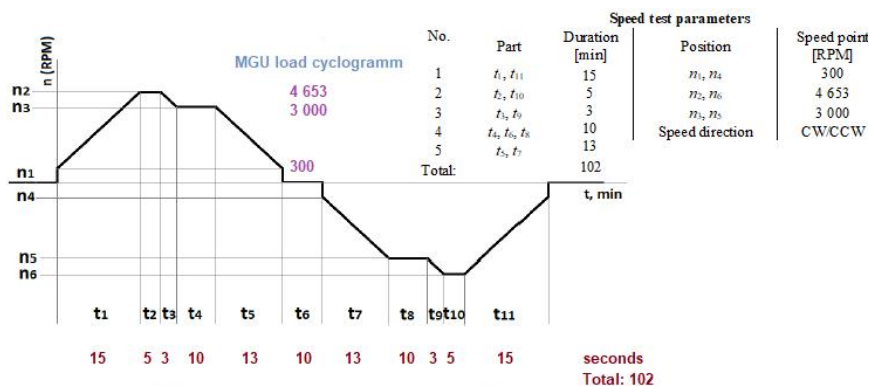 Speed test parameters
No. Part Duration [min] Position Speed point [RPM]
1 t1, t11 15 n1, n4 300
2 t2, t10 5 n2, n6 4 653
3 t3, t9 3 n3, n5 3 000
4 t4, t6, t8 10 Speed direction CW/CCW
5 t5, t7 13
Total: 102
MGU load cyclogramm
n (RPM)
n2 4 653
n3 3 000
n1 300
t, min
n4
n5
n6
t1 t2 t3 t4 t5 t6 t7 t8 t9 t10 t11
15 5 3 10 13 10 13 10 3 5 15 seconds
Total: 102